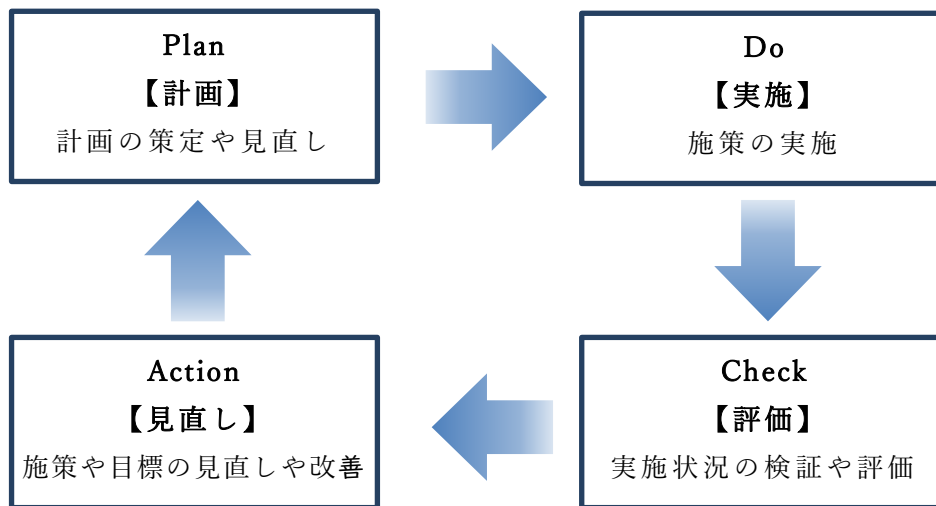 Plan
【計画】
計画の策定や見直し
Do
【実施】
施策の実施
Action
【見直し】
施策や目標の見直しや改善
Check
【評価】
実施状況の検証や評価